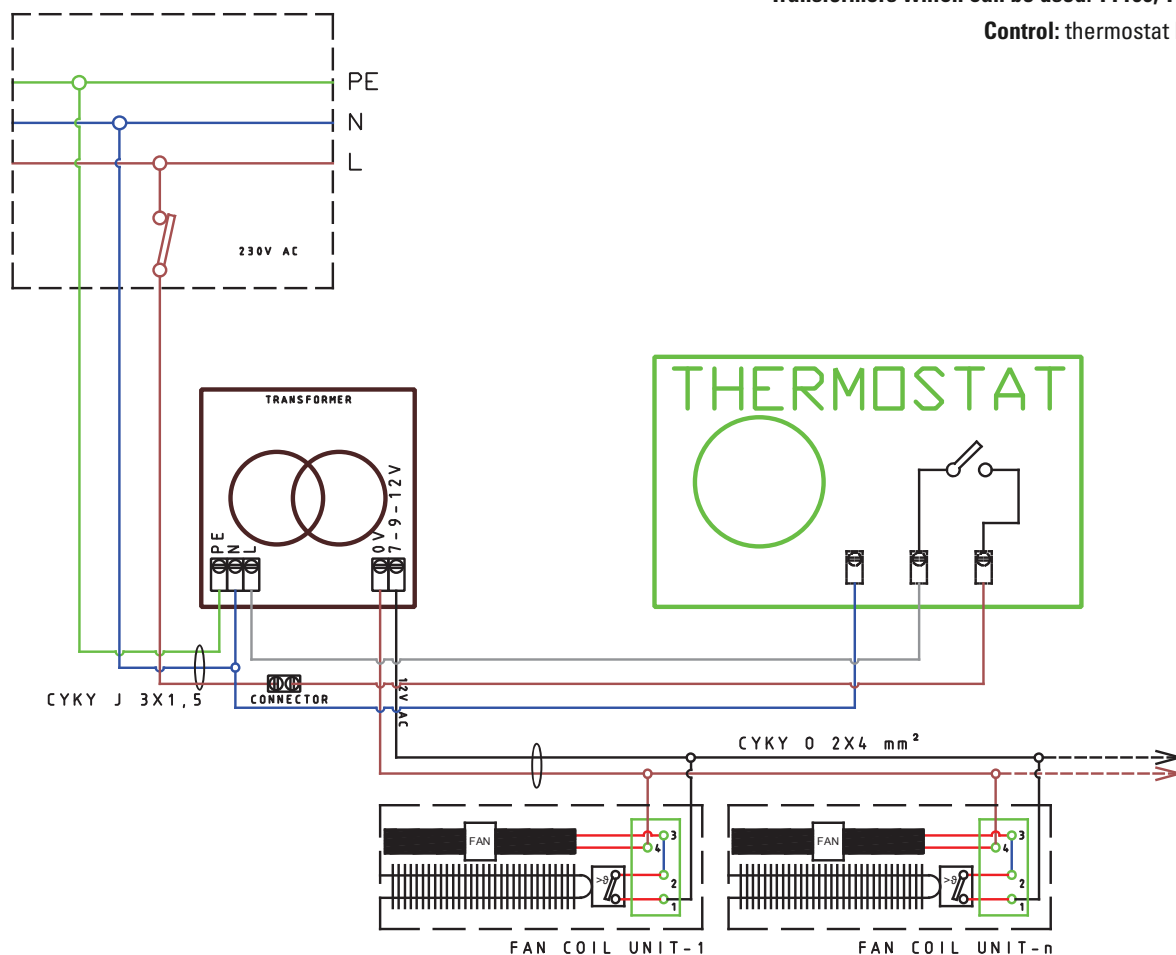 Control: thermostat
PE
N
L
230V AC
TRANSFORMER
THERMOSTAT
PE
N
L
0V
7-9-12V
CYKY J 3X1,5
CONNECTOR
12V AC
CYKY O 2X4 mm²
FAN
3
4
>ϑ
2
1
FAN
3
4
>ϑ
2
1
FAN COIL UNIT-1
FAN COIL UNIT-n